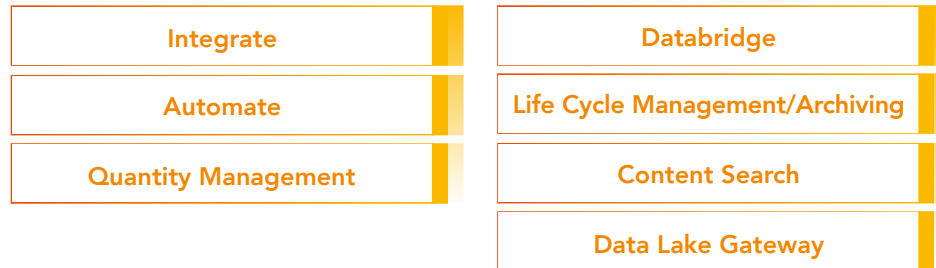 Integrate
Automate
Quantity Management
Databridge
Life Cycle Management/Archiving
Content Search
Data Lake Gateway